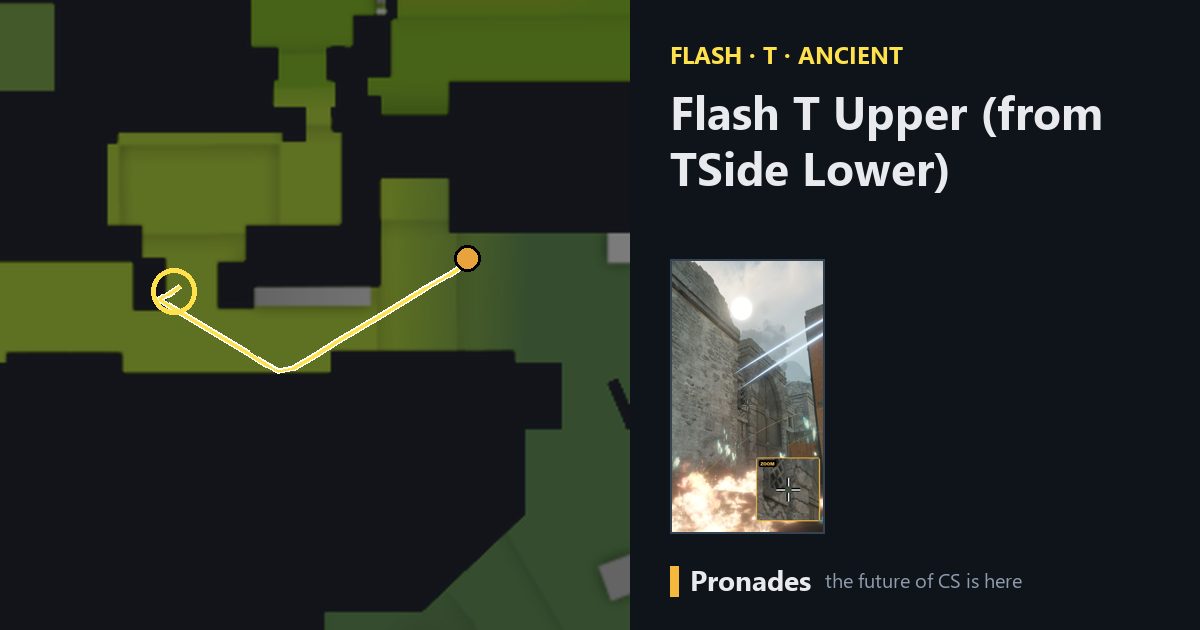 FLASH · T · ANCIENT
Flash T Upper (from
TSide Lower)
ZOOM
Pronades the future of CS is here